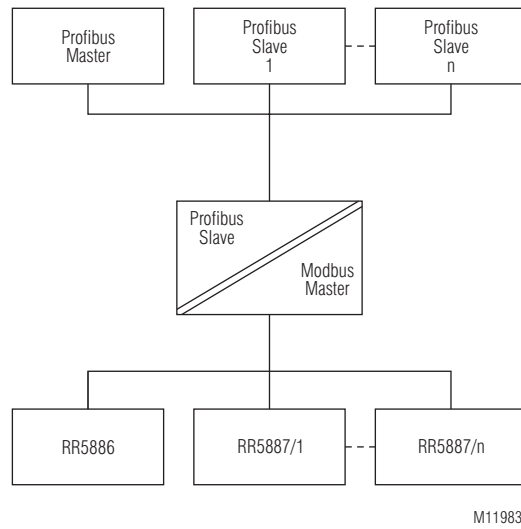 Profibus
Master
Profibus
Slave
1
Profibus
Slave
n
Profibus
Slave
Modbus
Master
RR5886
RR5887/1
RR5887/n
M11983